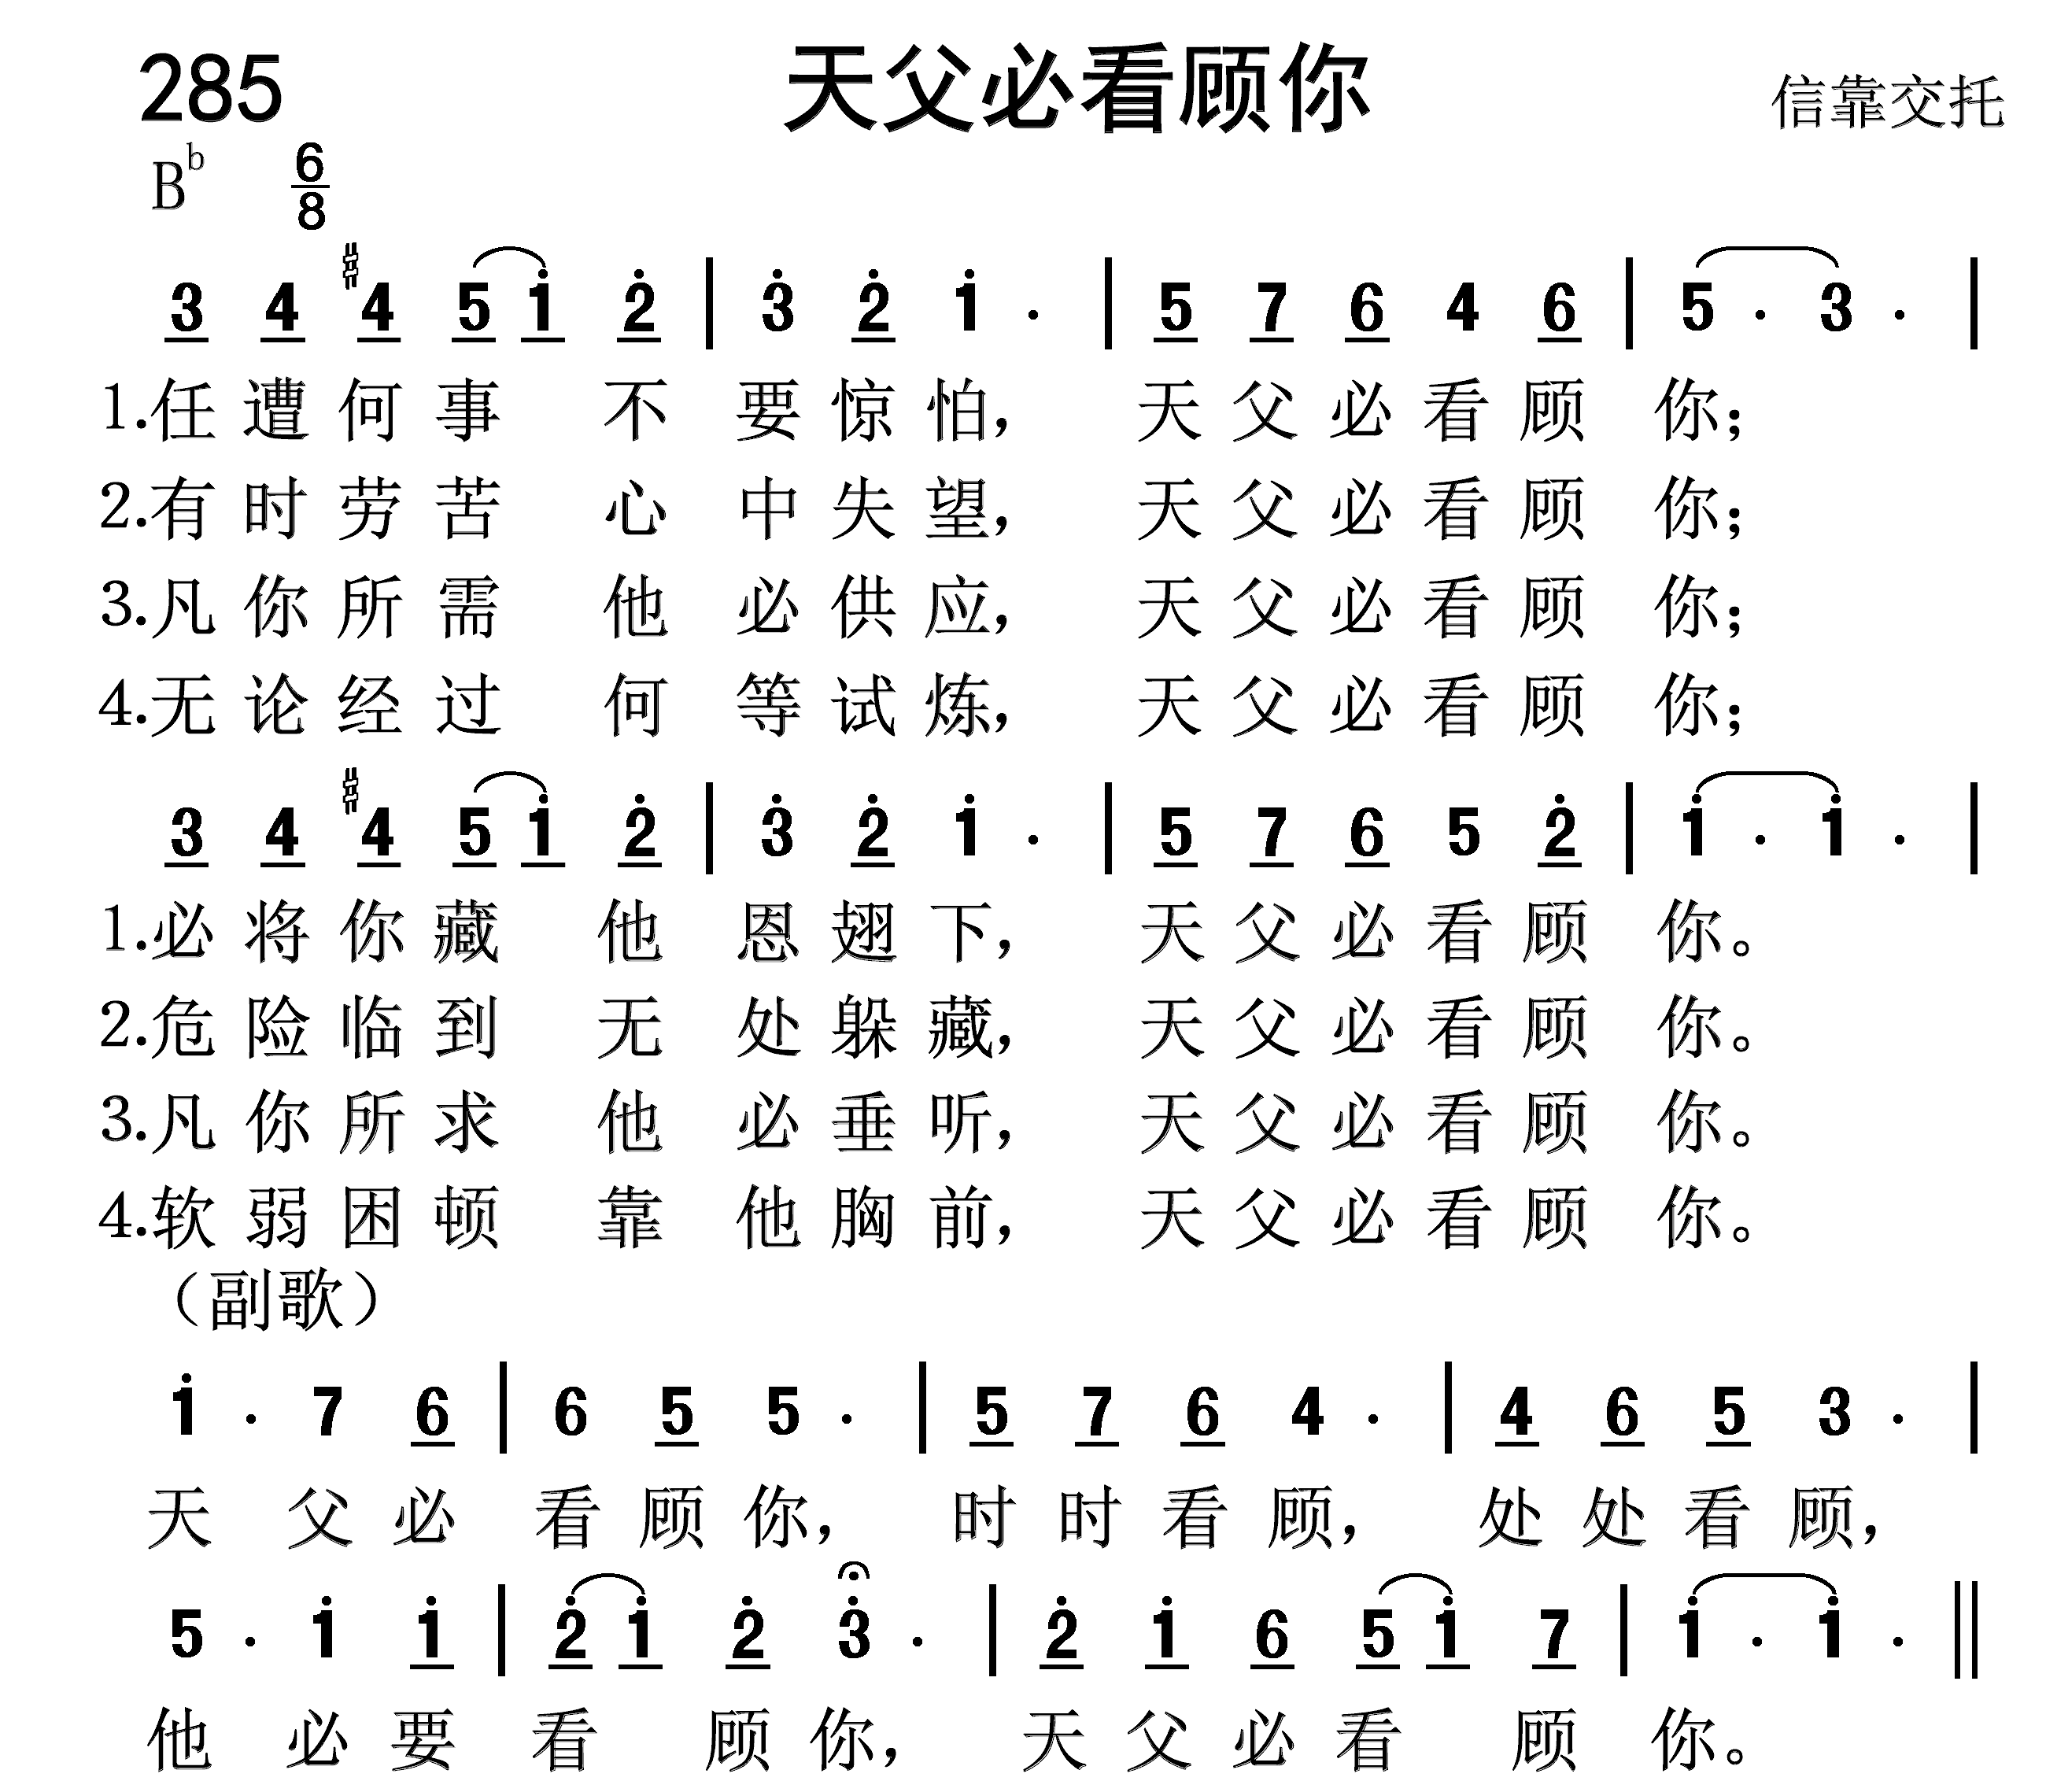 285 天父必看顾你 信靠交托
B♭ 6/8
3 4 #4 5 i 2̇ | 3̇ 2̇ i · | 5 7 6 4 6 | 5 · 3 · |
1.任遭何事 不要惊怕，天父必看顾你；
2.有时劳苦 心中失望，天父必看顾你；
3.凡你所需 他必供应，天父必看顾你；
4.无论经过 何等试炼，天父必看顾你；
3 4 #4 5 i 2̇ | 3̇ 2̇ i · | 5 7 6 5 2̇ | i · i · |
1.必将你藏 他恩翅下，天父必看顾你。
2.危险临到 无处躲藏，天父必看顾你。
3.凡你所求 他必垂听，天父必看顾你。
4.软弱困顿 靠他胸前，天父必看顾你。
（副歌）
i · 7 6 | 6 5 5 · | 5 7 6 4 · | 4 6 5 3 · |
天父必看顾你，时时看顾，处处看顾，
5 · i i | 2̇ i 2̇ 3̇ · | 2̇ i 6 5 i 7 | i · i · ‖
他必要看顾你，天父必看顾你。